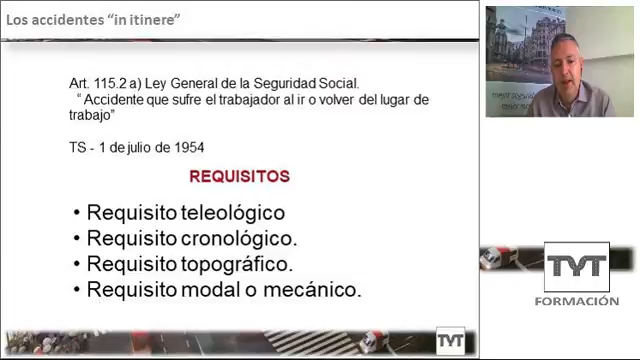 Los accidentes "in itinere"
Art. 115.2 a) Ley General de la Seguridad Social.
" Accidente que sufre el trabajador al ir o volver del lugar de
trabajo"
TS - 1 de julio de 1954
REQUISITOS
• Requisito teleológico
• Requisito cronológico.
• Requisito topográfico.
• Requisito modal o mecánico.
TYT
TYT
FORMACIÓN